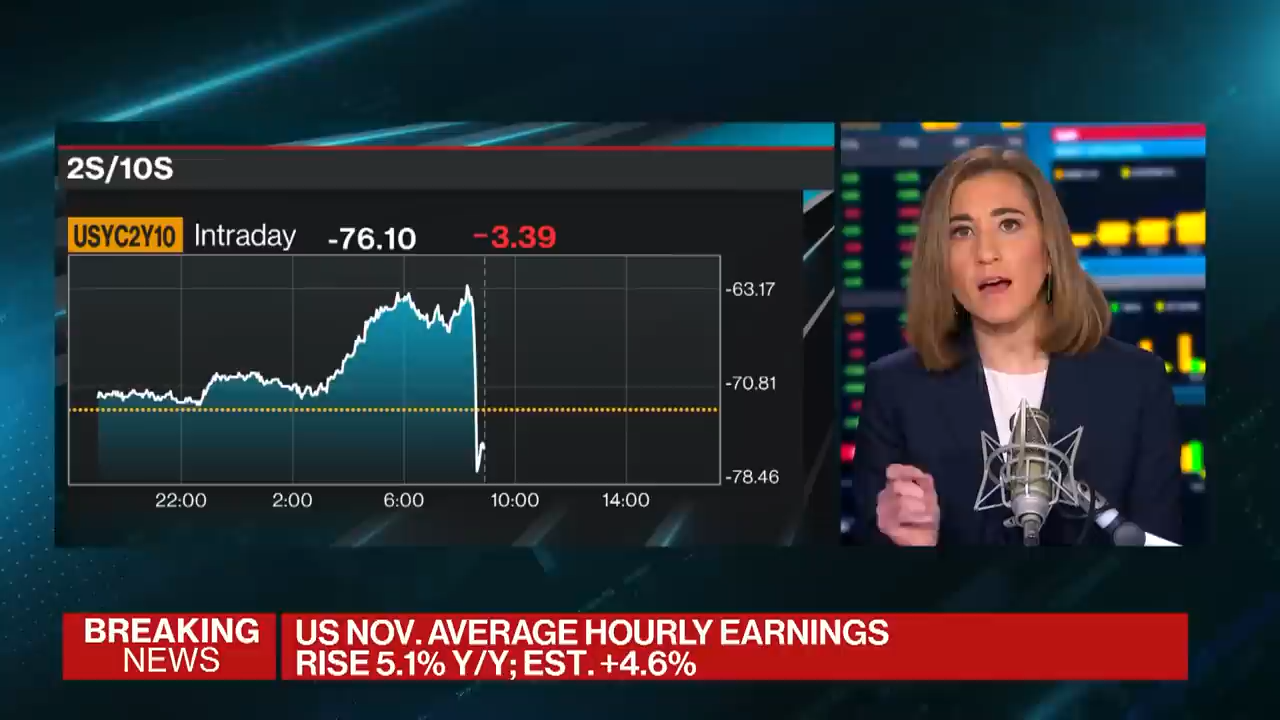 2S/10S
USYC2Y10 Intraday -76.10 -3.39
-63.17
-70.81
-78.46
22:00 2:00 6:00 10:00 14:00
BREAKING
NEWS
US NOV. AVERAGE HOURLY EARNINGS
RISE 5.1% Y/Y; EST. +4.6%